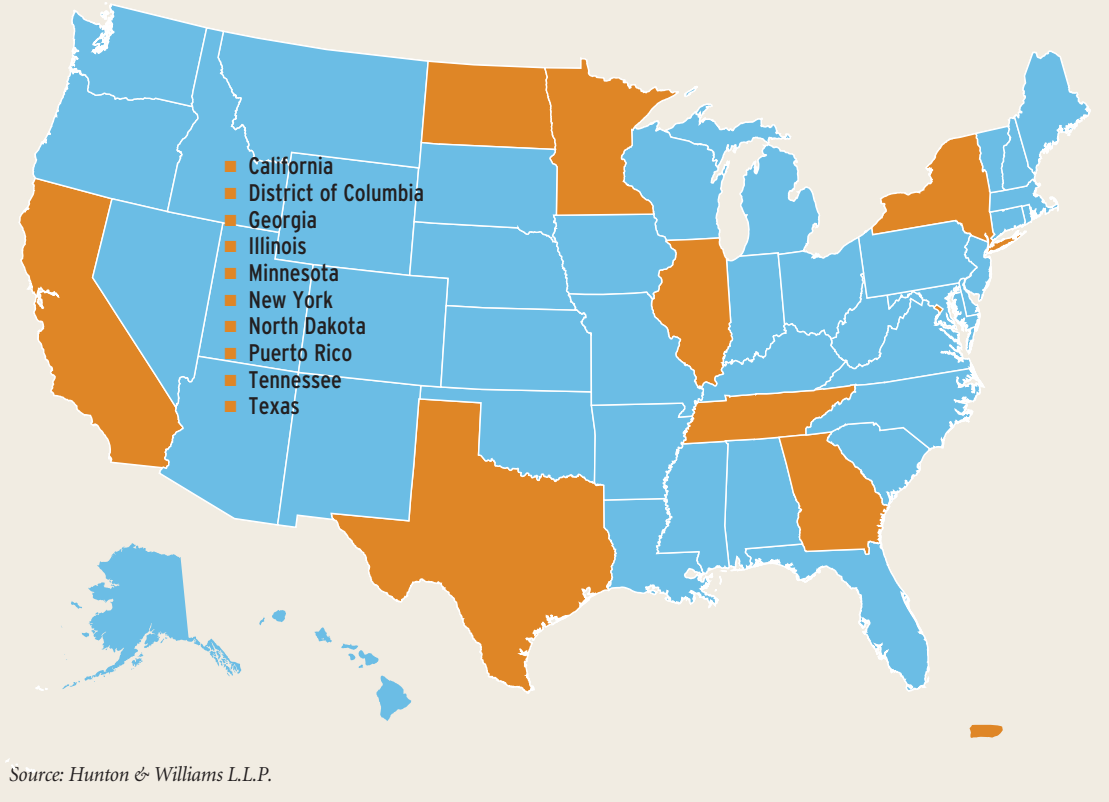 California
District of Columbia
Georgia
Illinois
Minnesota
New York
North Dakota
Puerto Rico
Tennessee
Texas
Source: Hunton & Williams L.L.P.